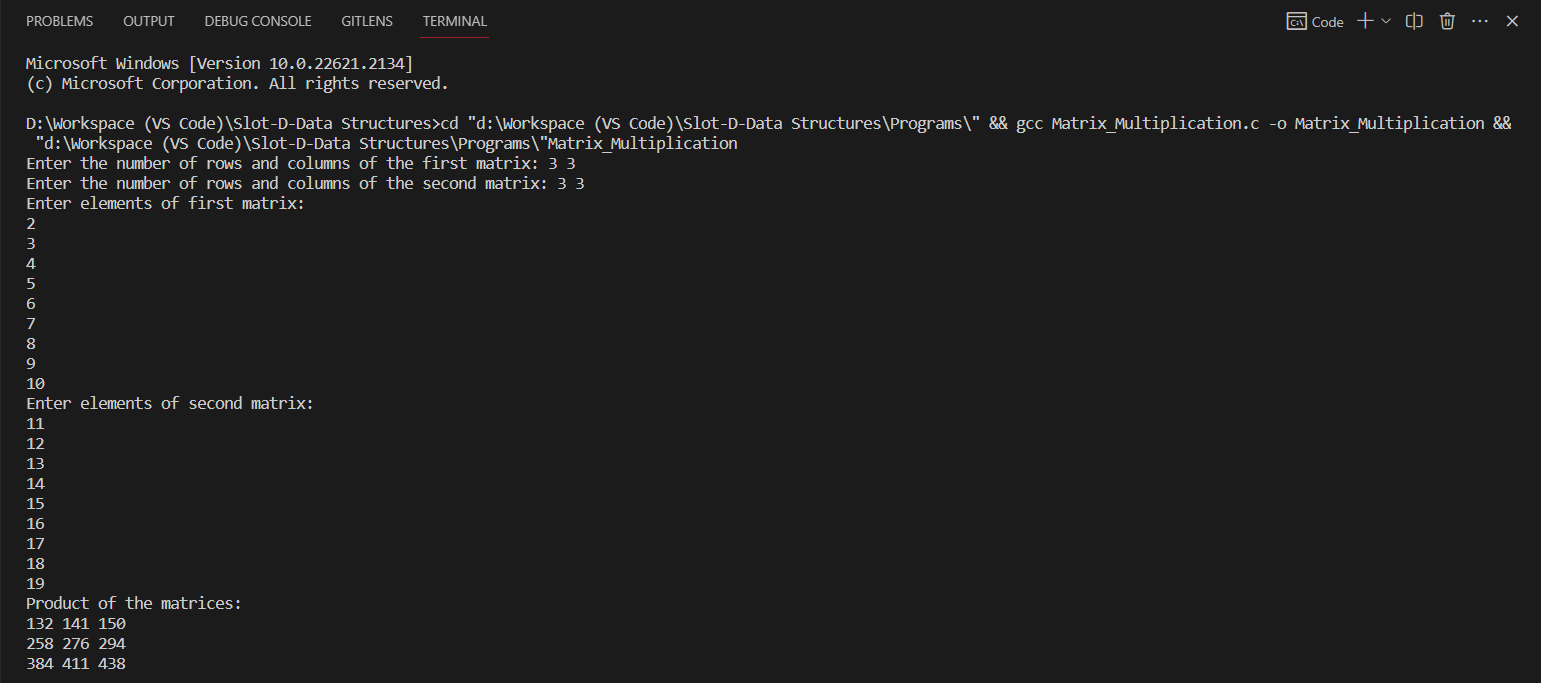 PROBLEMS OUTPUT DEBUG CONSOLE GITLENS TERMINAL Code
Microsoft Windows [Version 10.0.22621.2134]
(c) Microsoft Corporation. All rights reserved.
D:\Workspace (VS Code)\Slot-D-Data Structures>cd "d:\Workspace (VS Code)\Slot-D-Data Structures\Programs\" && gcc Matrix_Multiplication.c -o Matrix_Multiplication &&
"d:\Workspace (VS Code)\Slot-D-Data Structures\Programs\"Matrix_Multiplication
Enter the number of rows and columns of the first matrix: 3 3
Enter the number of rows and columns of the second matrix: 3 3
Enter elements of first matrix:
2
3
4
5
6
7
8
9
10
Enter elements of second matrix:
11
12
13
14
15
16
17
18
19
Product of the matrices:
132 141 150
258 276 294
384 411 438